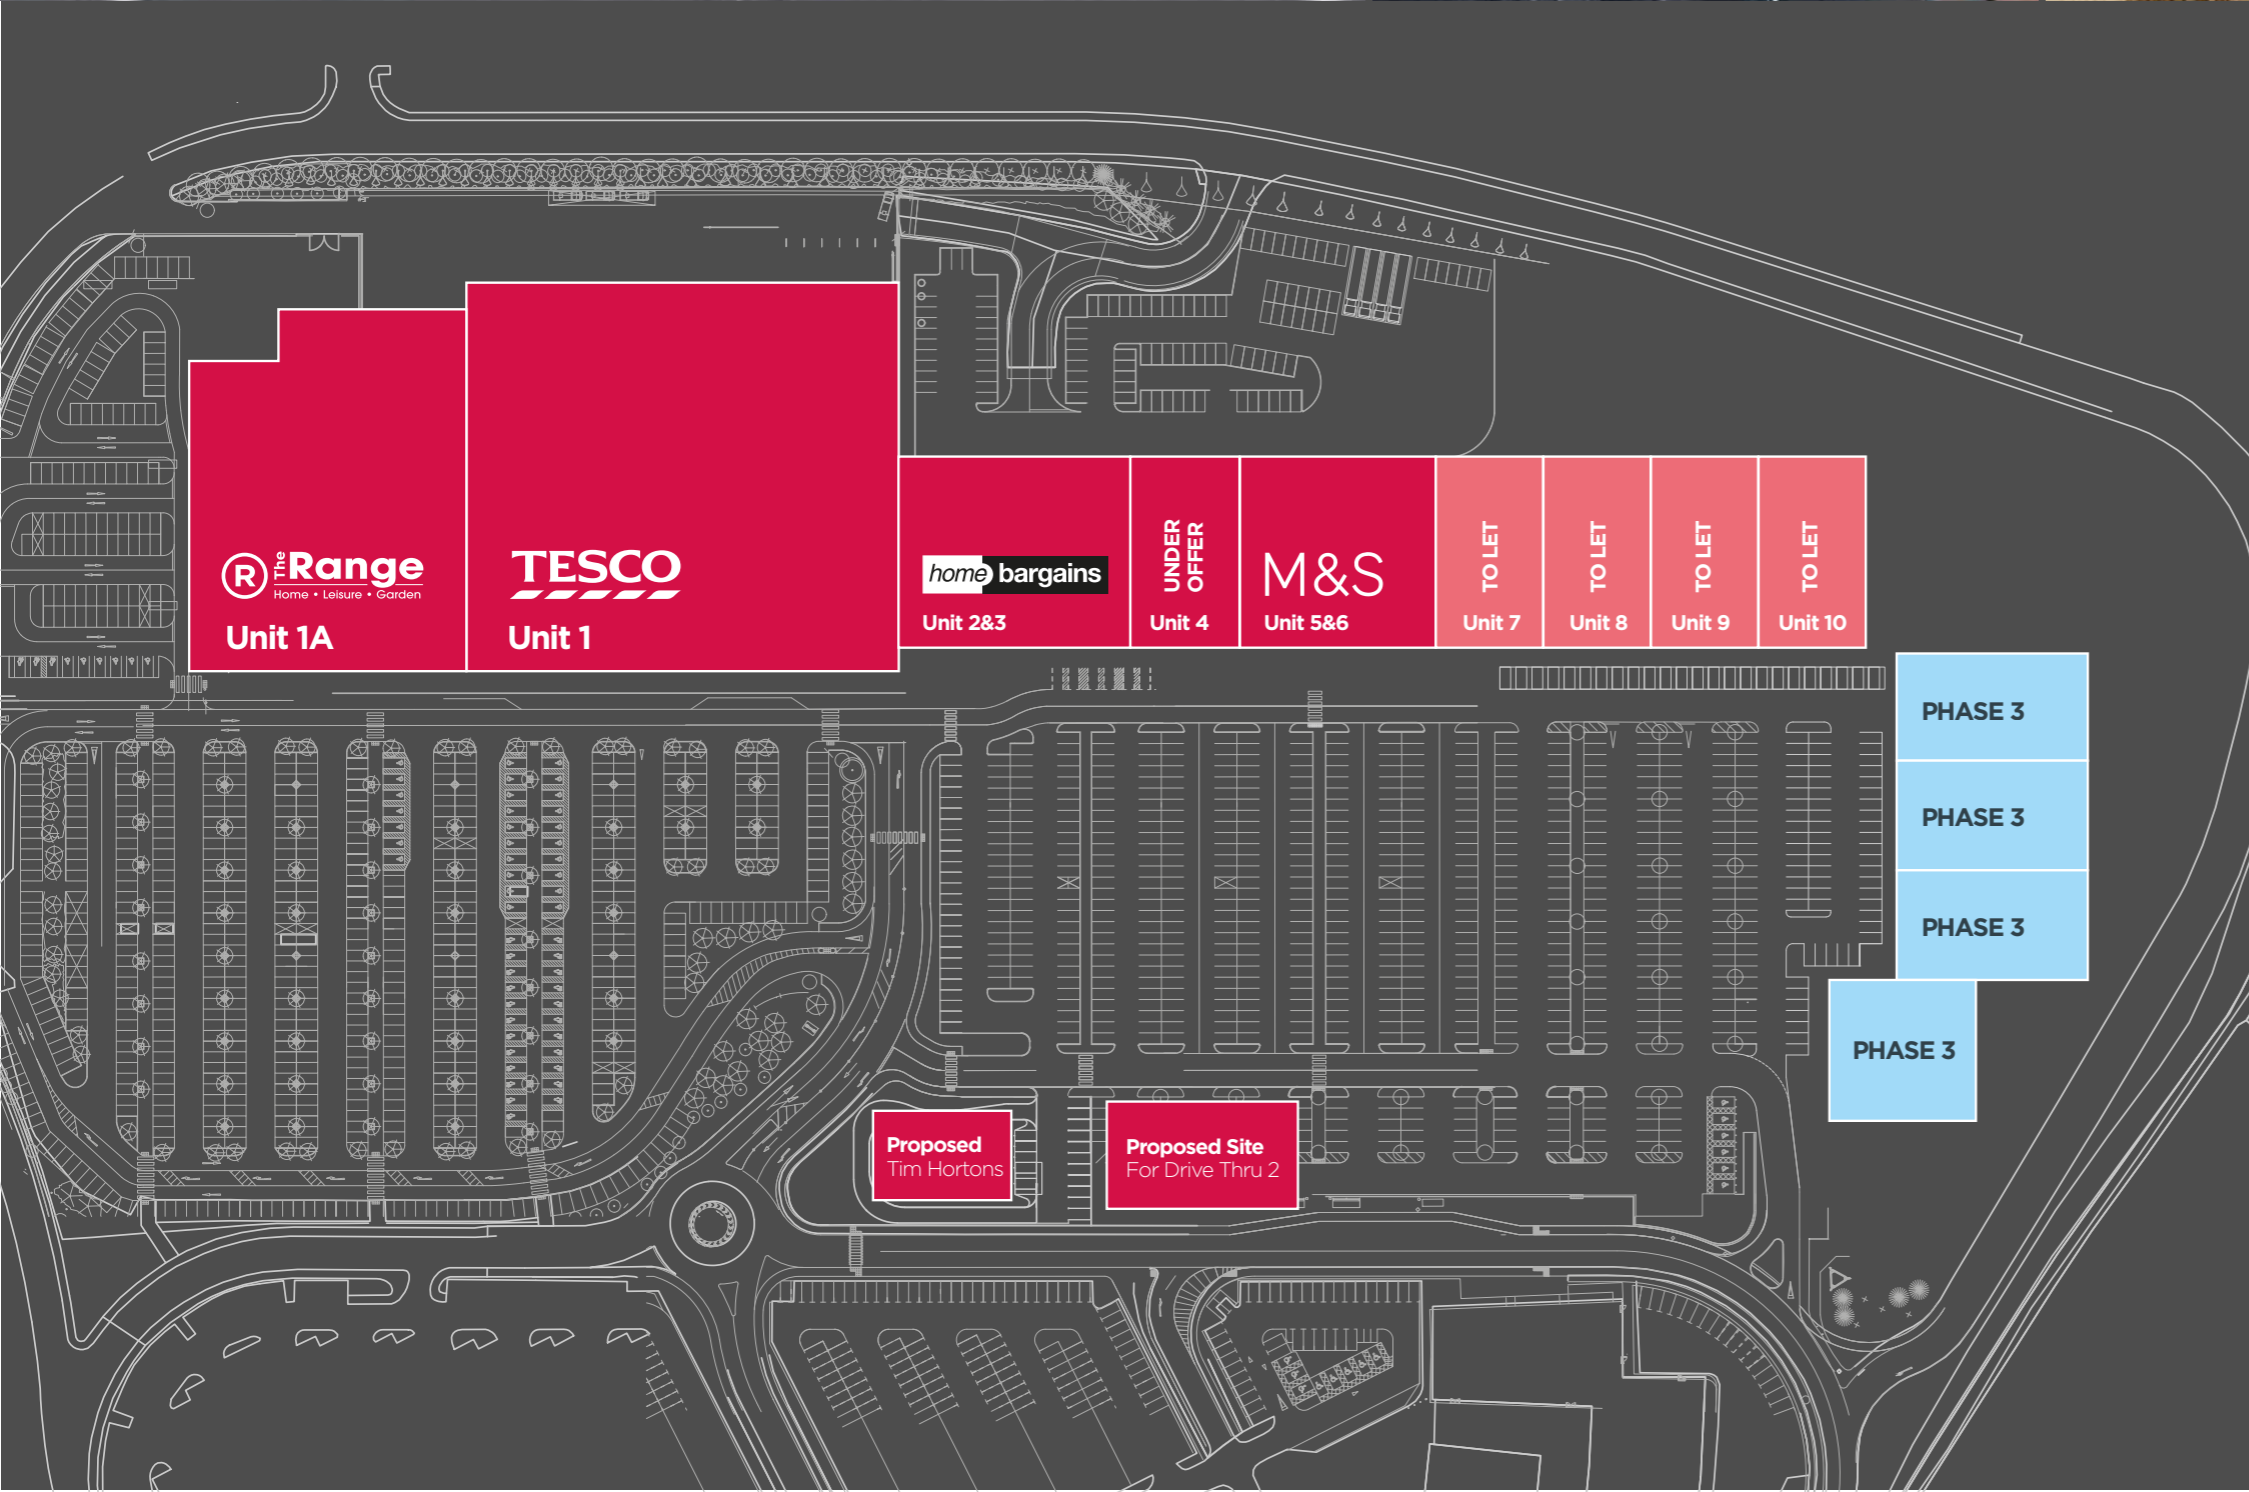 The Range
Home • Leisure • Garden
Unit 1A
TESCO
Unit 1
home bargains
Unit 2&3
UNDER
OFFER
Unit 4
M&S
Unit 5&6
TO LET
Unit 7
TO LET
Unit 8
TO LET
Unit 9
TO LET
Unit 10
PHASE 3
PHASE 3
PHASE 3
PHASE 3
Proposed
Tim Hortons
Proposed Site
For Drive Thru 2